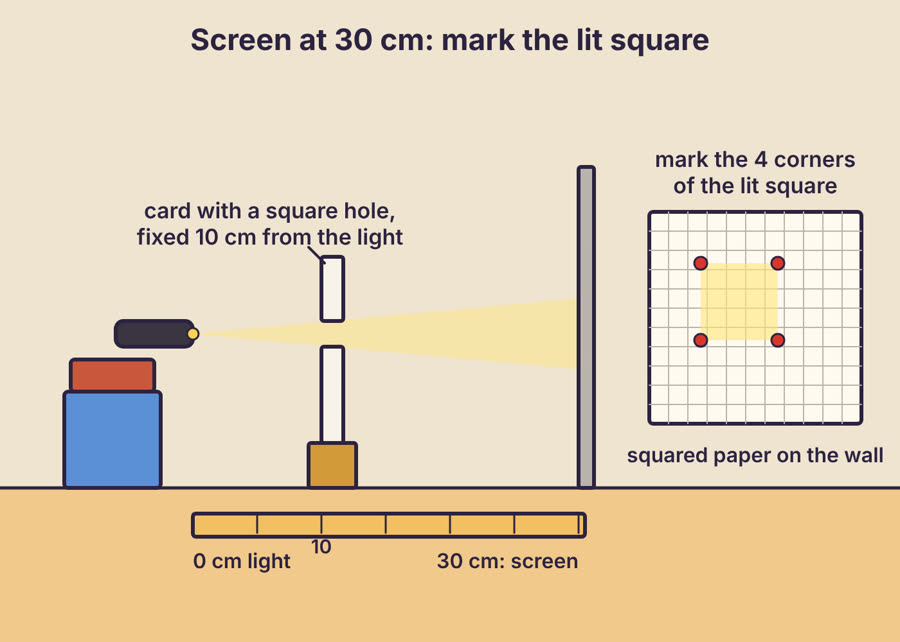 Screen at 30 cm: mark the lit square
mark the 4 corners
of the lit square
card with a square hole,
fixed 10 cm from the light
squared paper on the wall
10
0 cm light
30 cm: screen